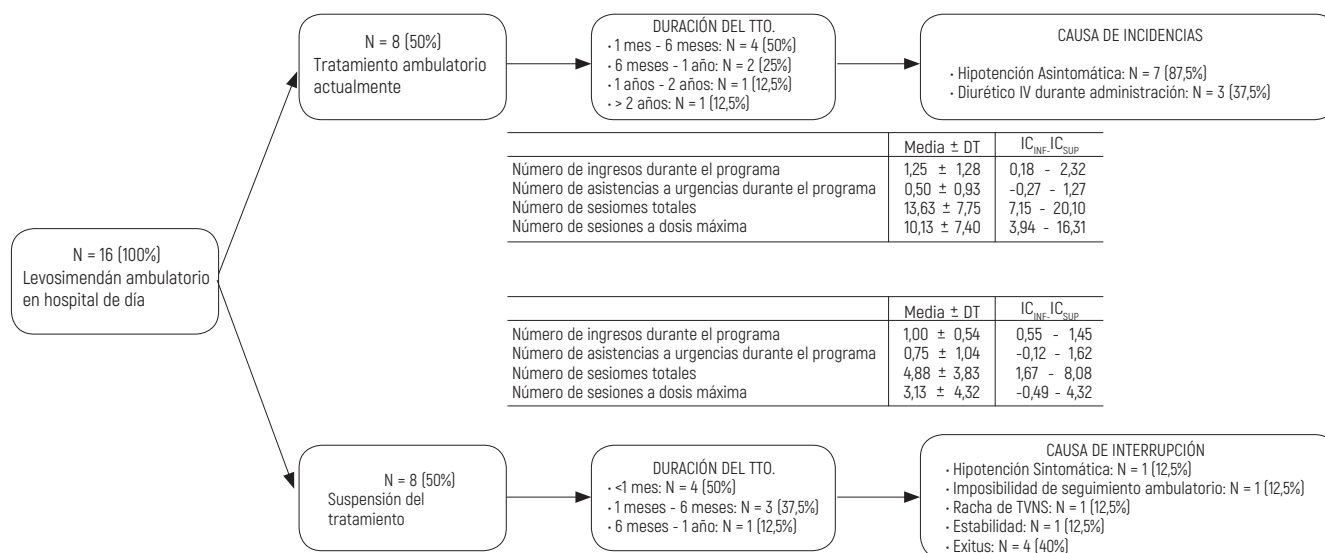 N = 8 (50%)
Tratamiento ambulatorio
actualmente
DURACIÓN DEL TTO.
· 1 mes - 6 meses: N = 4 (50%)
· 6 meses - 1 año: N = 2 (25%)
· 1 años - 2 años: N = 1 (12,5%)
· > 2 años: N = 1 (12,5%)
CAUSA DE INCIDENCIAS
· Hipotención Asintomática: N = 7 (87,5%)
· Diurético IV durante administración: N = 3 (37,5%)
Media ± DT IC INF- IC SUP
Número de ingresos durante el programa 1,25 ± 1,28 0,18 - 2,32
Número de asistencias a urgencias durante el programa 0,50 ± 0,93 -0,27 - 1,27
Número de sesiomes totales 13,63 ± 7,75 7,15 - 20,10
Número de sesiones a dosis máxima 10,13 ± 7,40 3,94 - 16,31
N = 16 (100%)
Levosimendán ambulatorio
en hospital de día
Media ± DT IC INF- IC SUP
Número de ingresos durante el programa 1,00 ± 0,54 0,55 - 1,45
Número de asistencias a urgencias durante el programa 0,75 ± 1,04 -0,12 - 1,62
Número de sesiomes totales 4,88 ± 3,83 1,67 - 8,08
Número de sesiones a dosis máxima 3,13 ± 4,32 -0,49 - 4,32
N = 8 (50%)
Suspensión del
tratamiento
DURACIÓN DEL TTO.
· <1 mes: N = 4 (50%)
· 1 meses - 6 meses: N = 3 (37,5%)
· 6 meses - 1 año: N = 1 (12,5%)
CAUSA DE INTERRUPCIÓN
· Hipotención Sintomática: N = 1 (12,5%)
· Imposibilidad de seguimiento ambulatorio: N = 1 (12,5%)
· Racha de TVNS: N = 1 (12,5%)
· Estabilidad: N = 1 (12,5%)
· Exitus: N = 4 (40%)